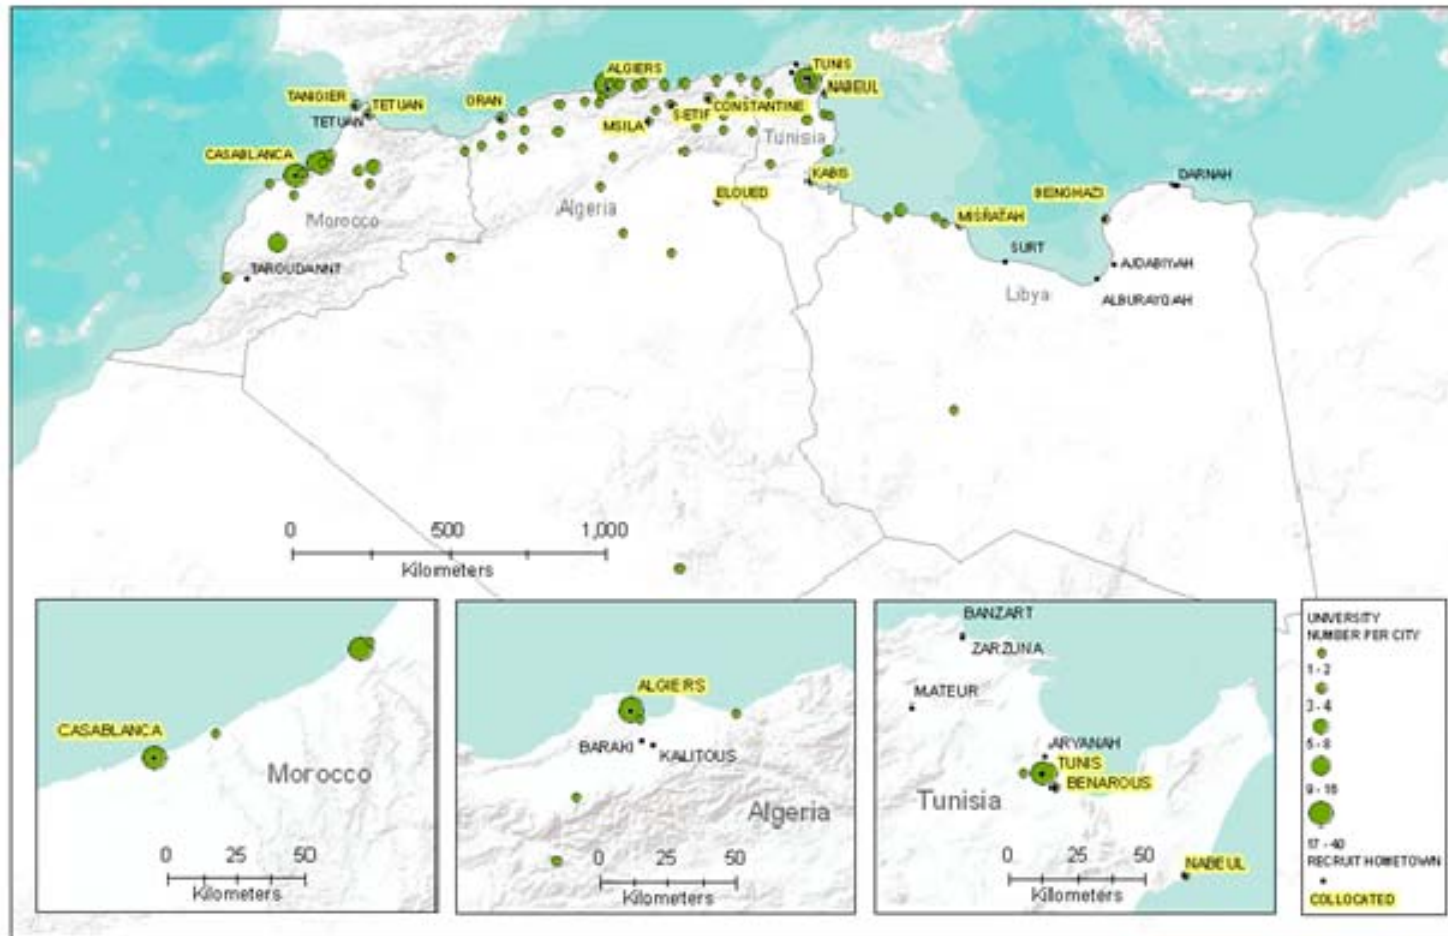 ALGIERS
TUNIS
TANIGIER
TETUAN
ORAN
NABEUL
CONSTANTINE
SETIF
TETUAN
MSILA
Tunisia
CASABLANCA
KABIS
DARNAH
ELOUED
BEINGHAZI
Algeria
Morocco
MISRATAH
SURT
TAROUDANNT
AJDABIYAH
Libya
ALBURAYQAH
0 500 1,000
Kilometers
CASABLANCA
Morocco
0 25 50
Kilometers
ALGIERS
BARAKI
KALITOUS
Algeria
0 25 50
Kilometers
BANZART
ZARZUNA
MATEUR
ARYANAH
TUNIS
BENAROUS
Tunisia
0 25 50
Kilometers
NABEUL
UNIVERSITY
NUMBER PER CITY
1 - 2
3 - 4
5 - 8
9 - 16
17 - 40
RECRUIT HOMETOWN
COLLOCATED